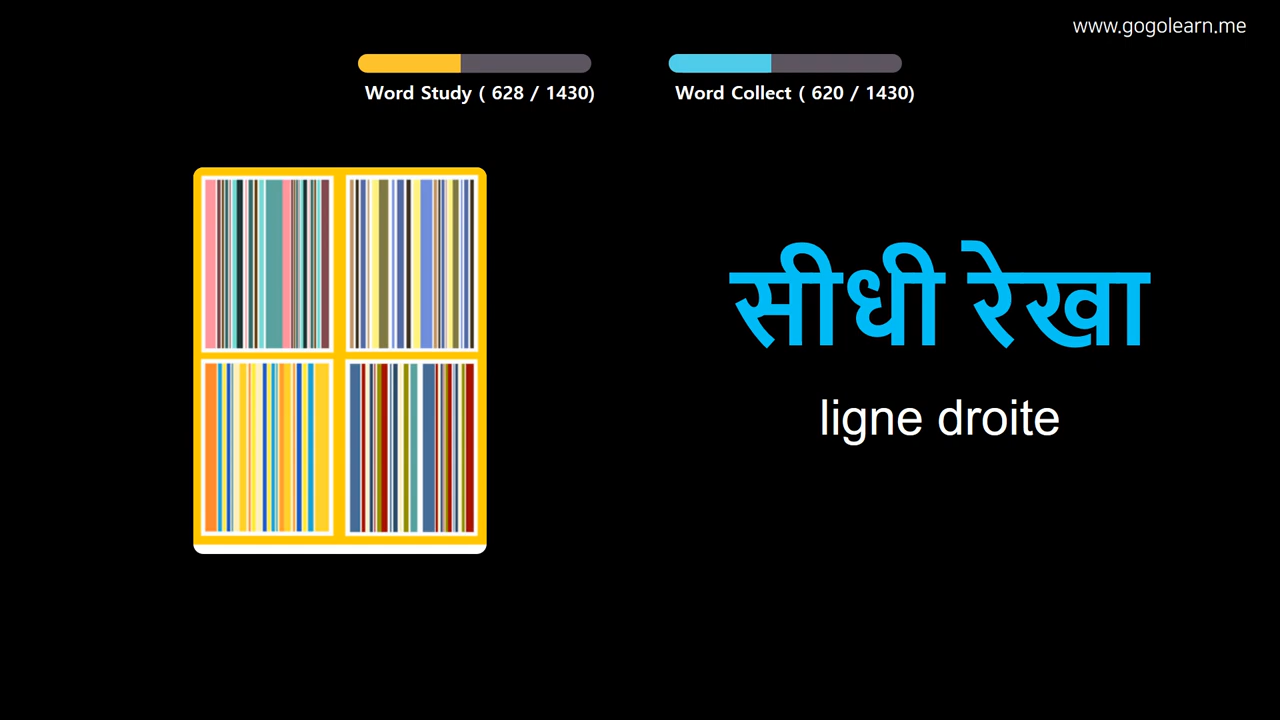 www.gogolearn.me
Word Study ( 628 / 1430)
Word Collect ( 620 / 1430)
सीधी रेखा
ligne droite